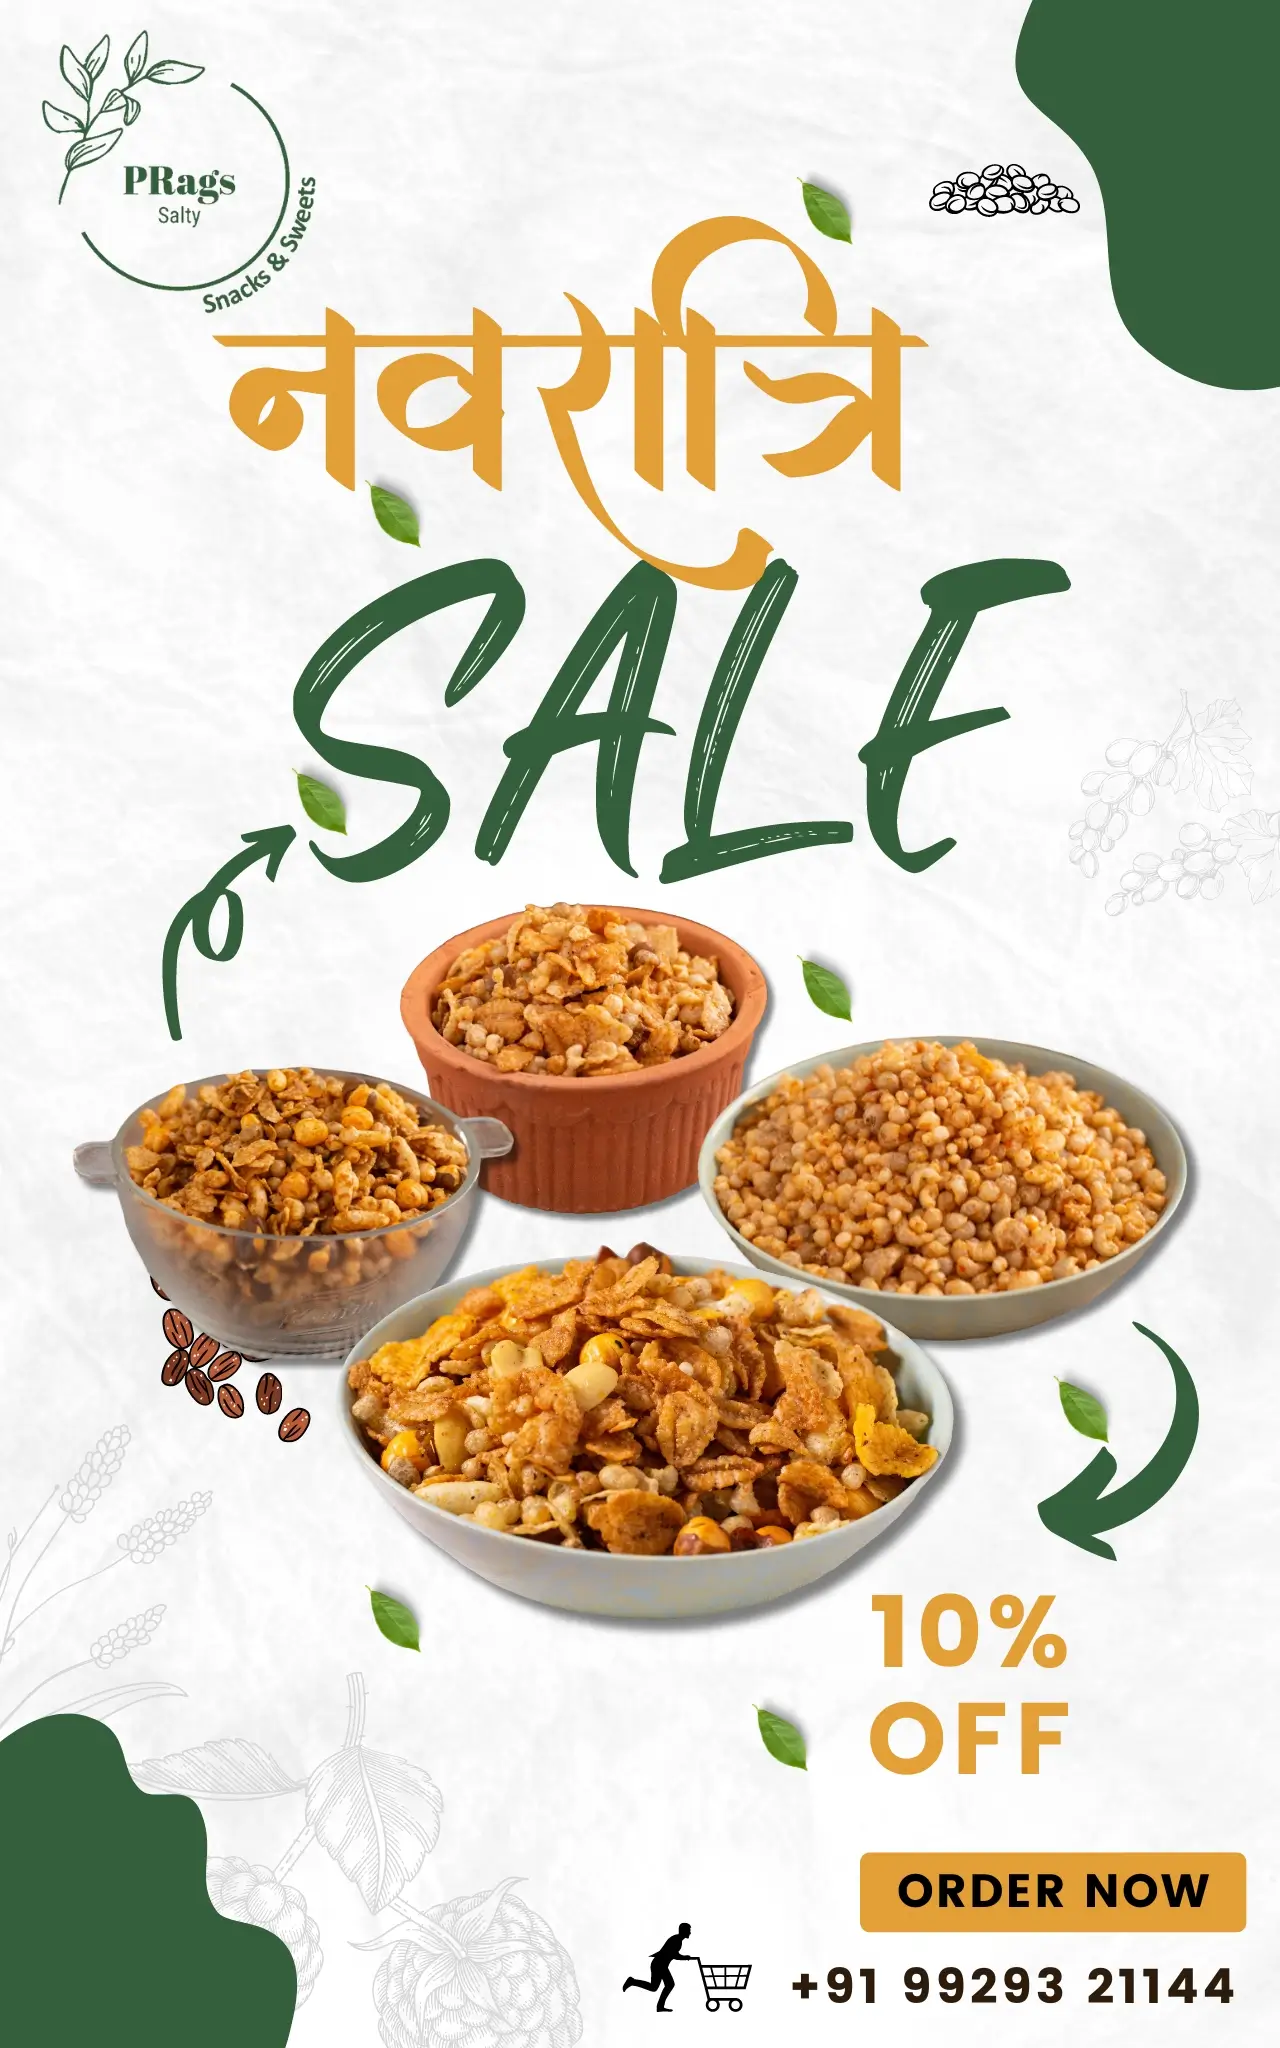 PRags
Salty
Snacks & Sweets
नवरात्रि
SALE
10%
OFF
ORDER NOW
+91 99293 21144